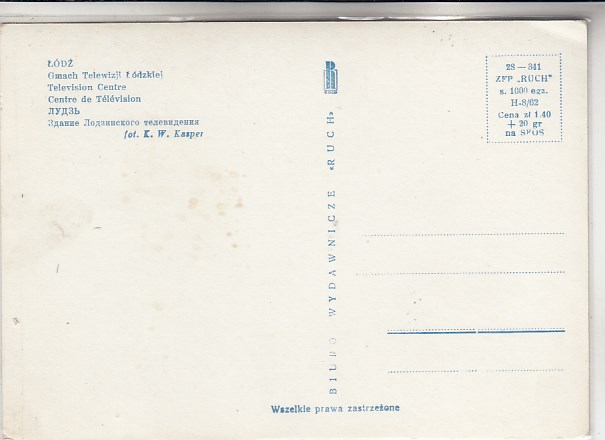 ŁÓDŹ
Gmach Telewizji Łódzkiej
Television Centre
Centre de Télévision
ЛУДЗЬ
Здание Лодзинского телевидения
fot. K. W. Kasper
BIURO WYDAWNICZE «RUCH»
28 — 341
ZFP „RUCH"
s. 1000 egz.
H-8/62
Cena zł 1.40
+ 20 gr
na SFOS
Wszelkie prawa zastrzeżone